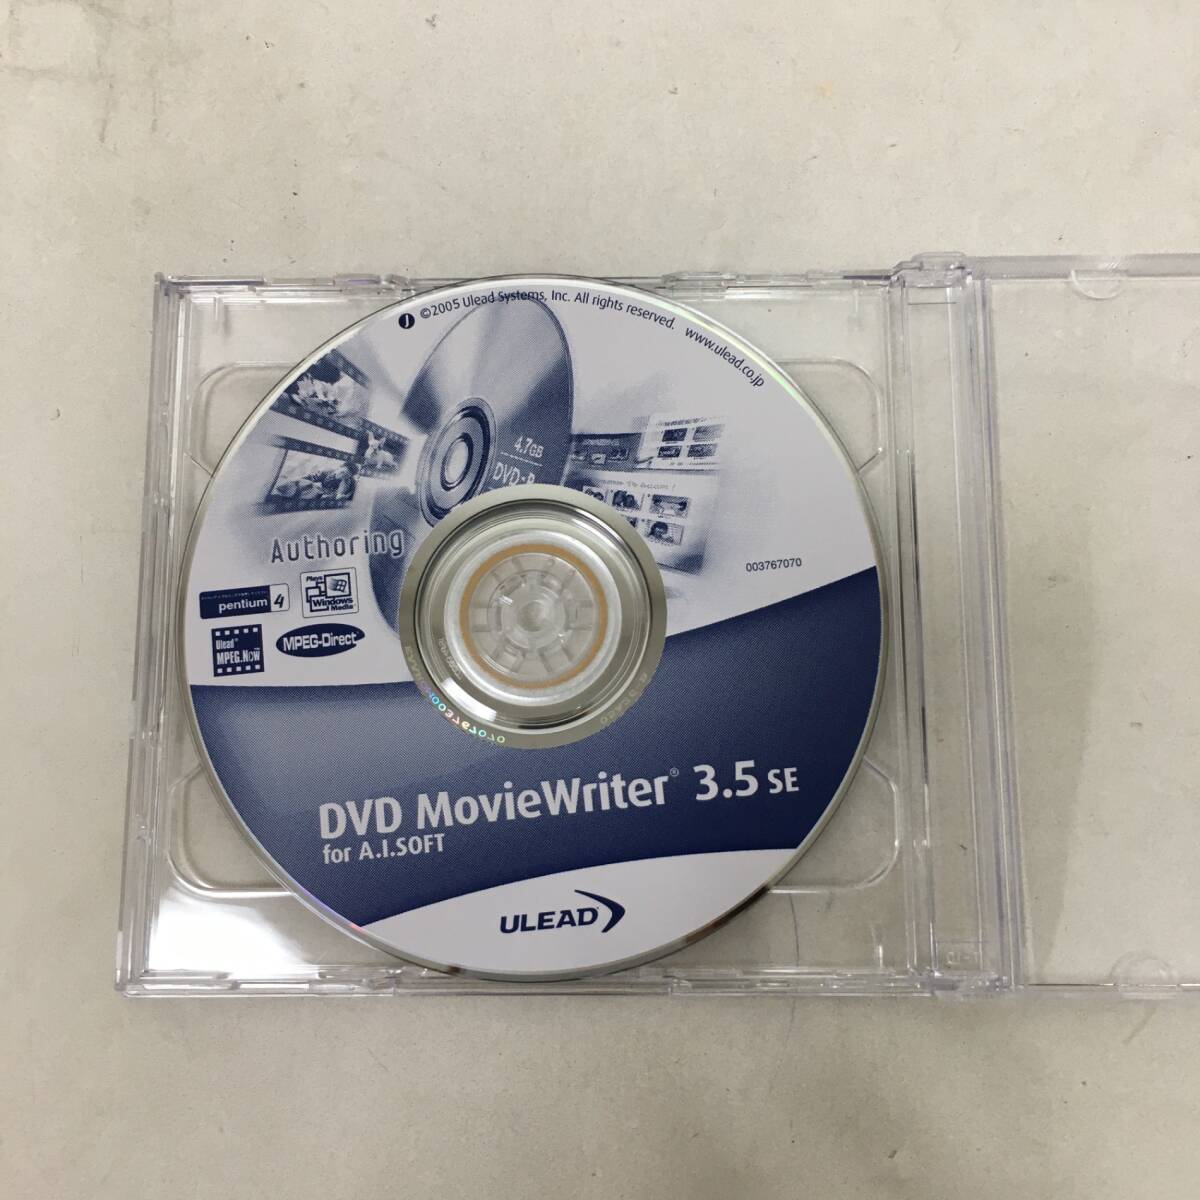 J ©2005 Ulead Systems, Inc. All rights reserved. www.ulead.co.jp
4.7GB
Authoring
003767070
pentium 4
Plays Windows Media
Ulead® MPEG.Now
MPEG-Direct
DVD MovieWriter® 3.5 SE
for A.I.SOFT
ULEAD